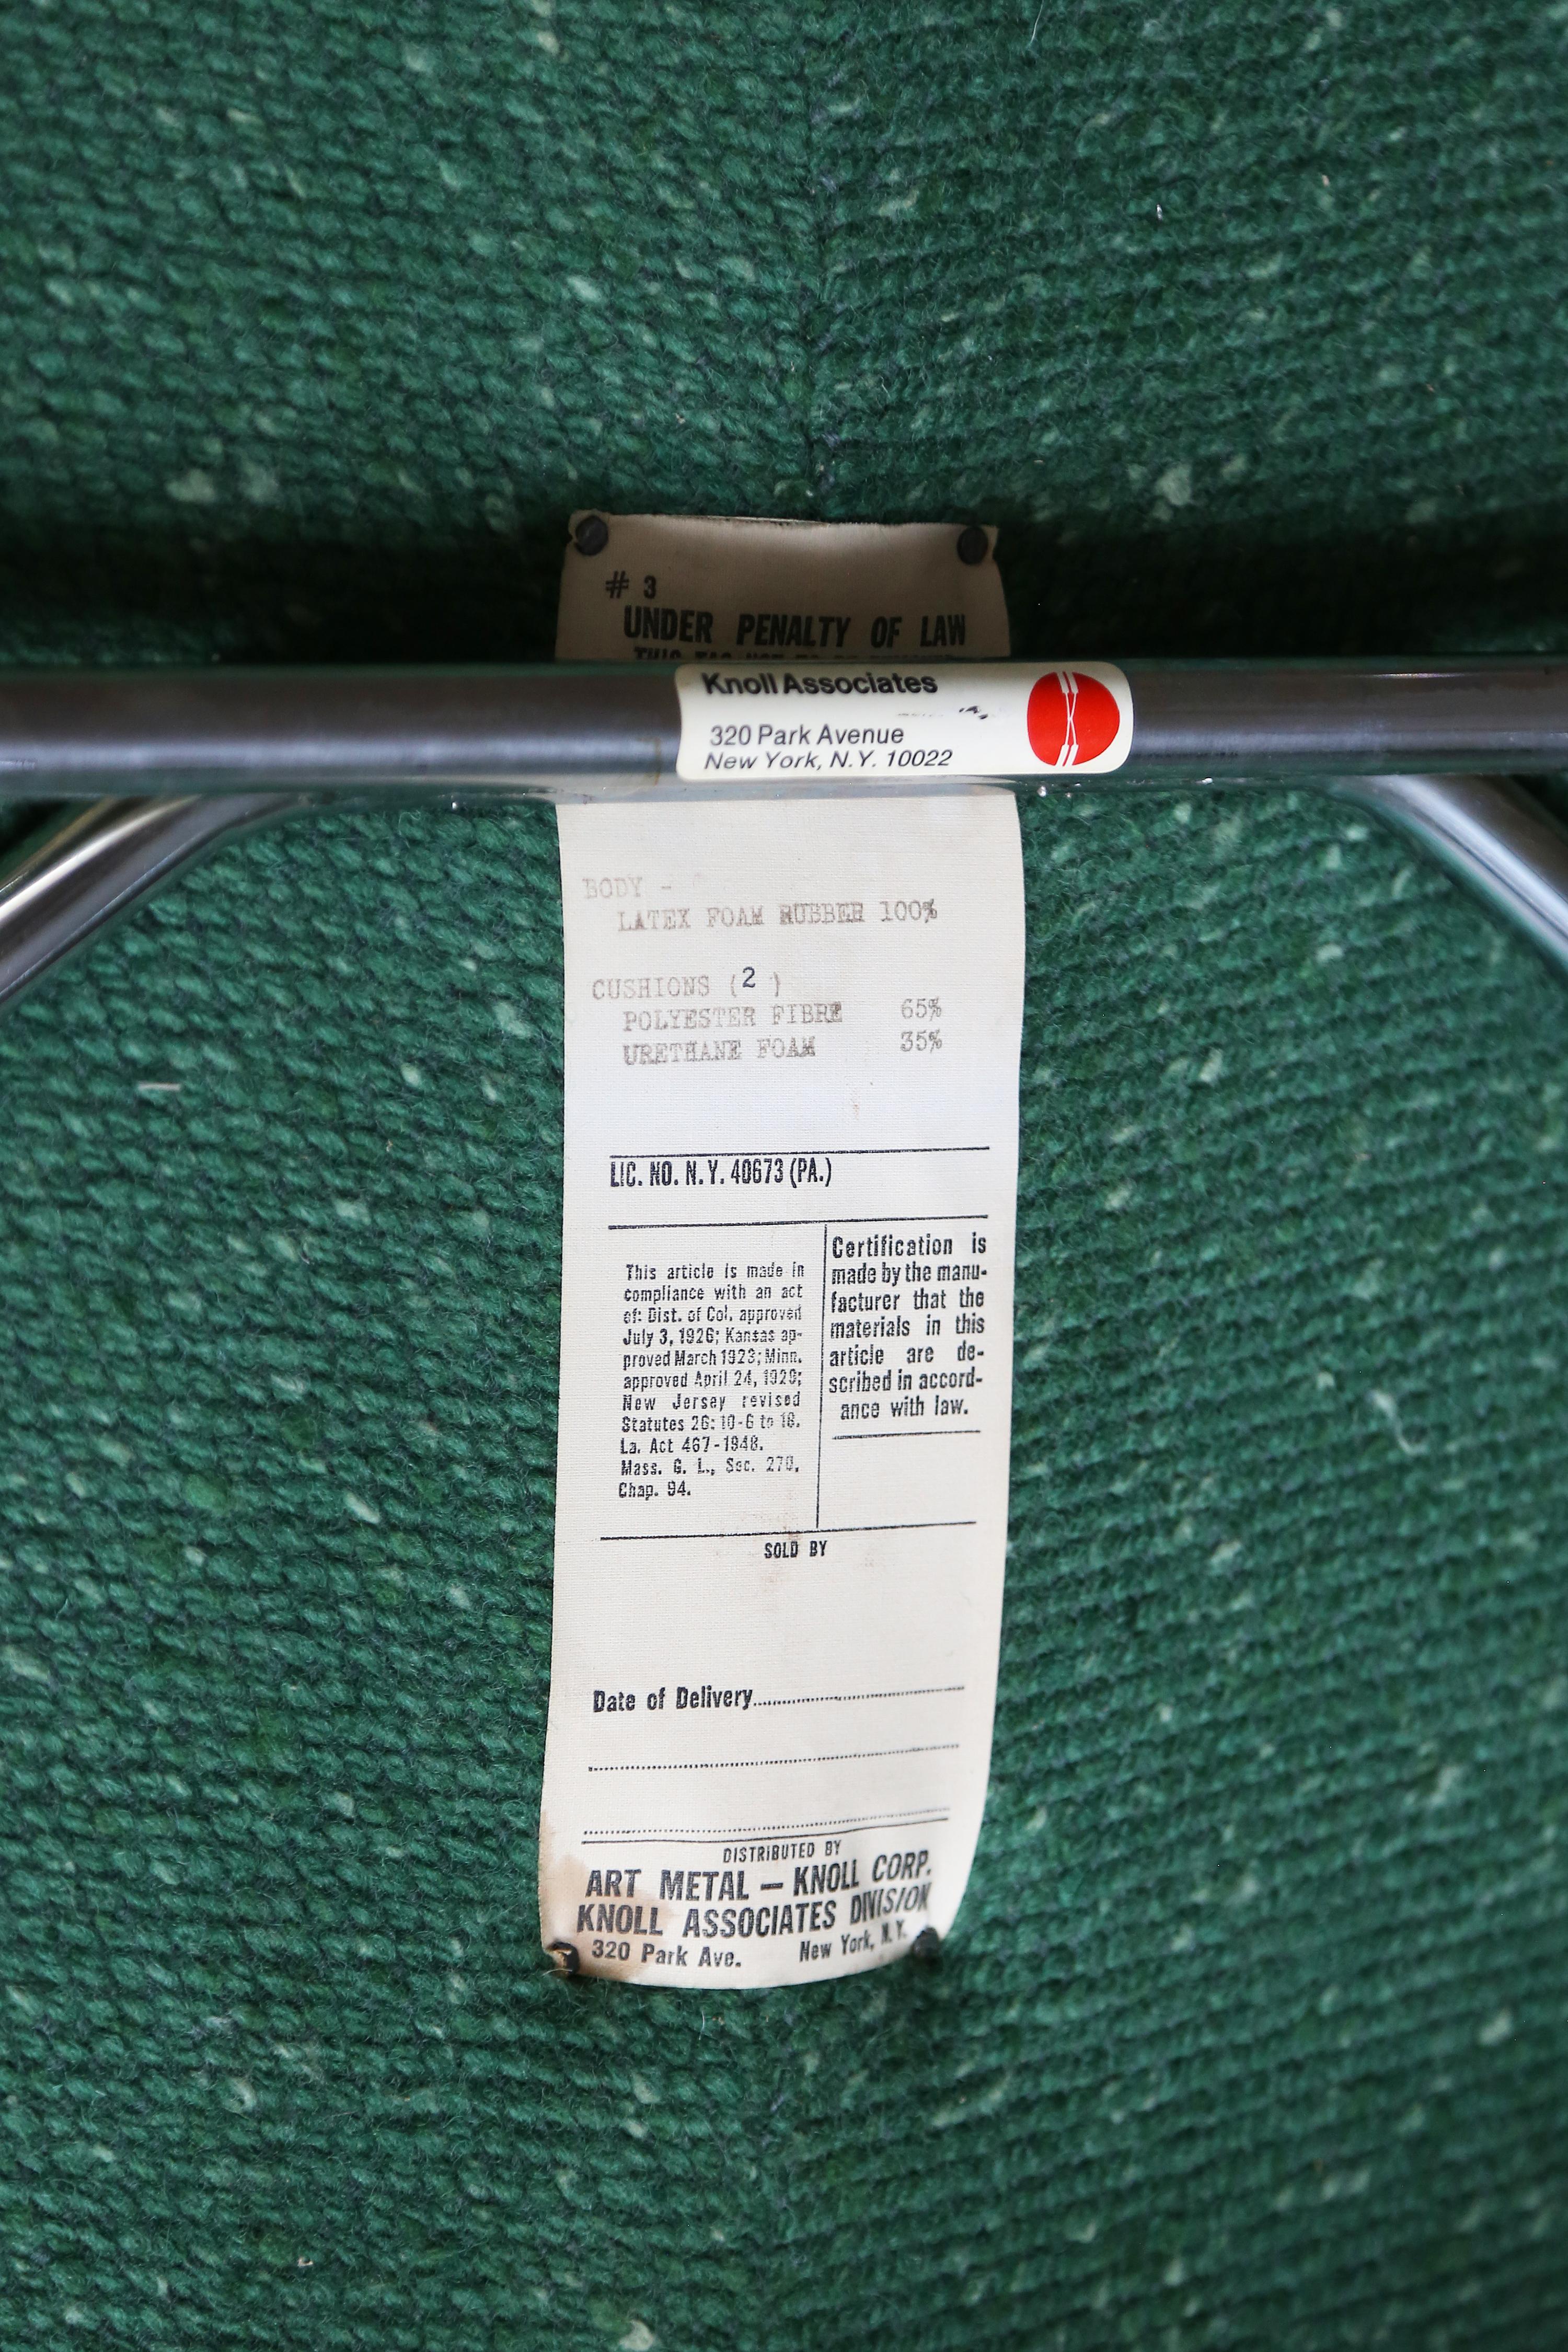 # 3
UNDER PENALTY OF LAW
Knoll Associates
320 Park Avenue
New York, N.Y. 10022
BODY -
LATEX FOAM RUBBER 100%
CUSHIONS (2)
POLYESTER FIBRE 65%
URETHANE FOAM 35%
LIC. NO. N.Y. 40673 (PA.)
This article is made in
compliance with an act
of: Dist. of Col. approved
July 3, 1926; Kansas ap-
proved March 1923; Minn.
approved April 24, 1929;
New Jersey revised
Statutes 26: 10-6 to 18.
La. Act 467-1948.
Mass. G. L., Sec. 270,
Chap. 94.
Certification is
made by the manu-
facturer that the
materials in this
article are de-
scribed in accord-
ance with law.
SOLD BY
Date of Delivery
DISTRIBUTED BY
ART METAL — KNOLL CORP.
KNOLL ASSOCIATES DIVISION
320 Park Ave. New York, N.Y.